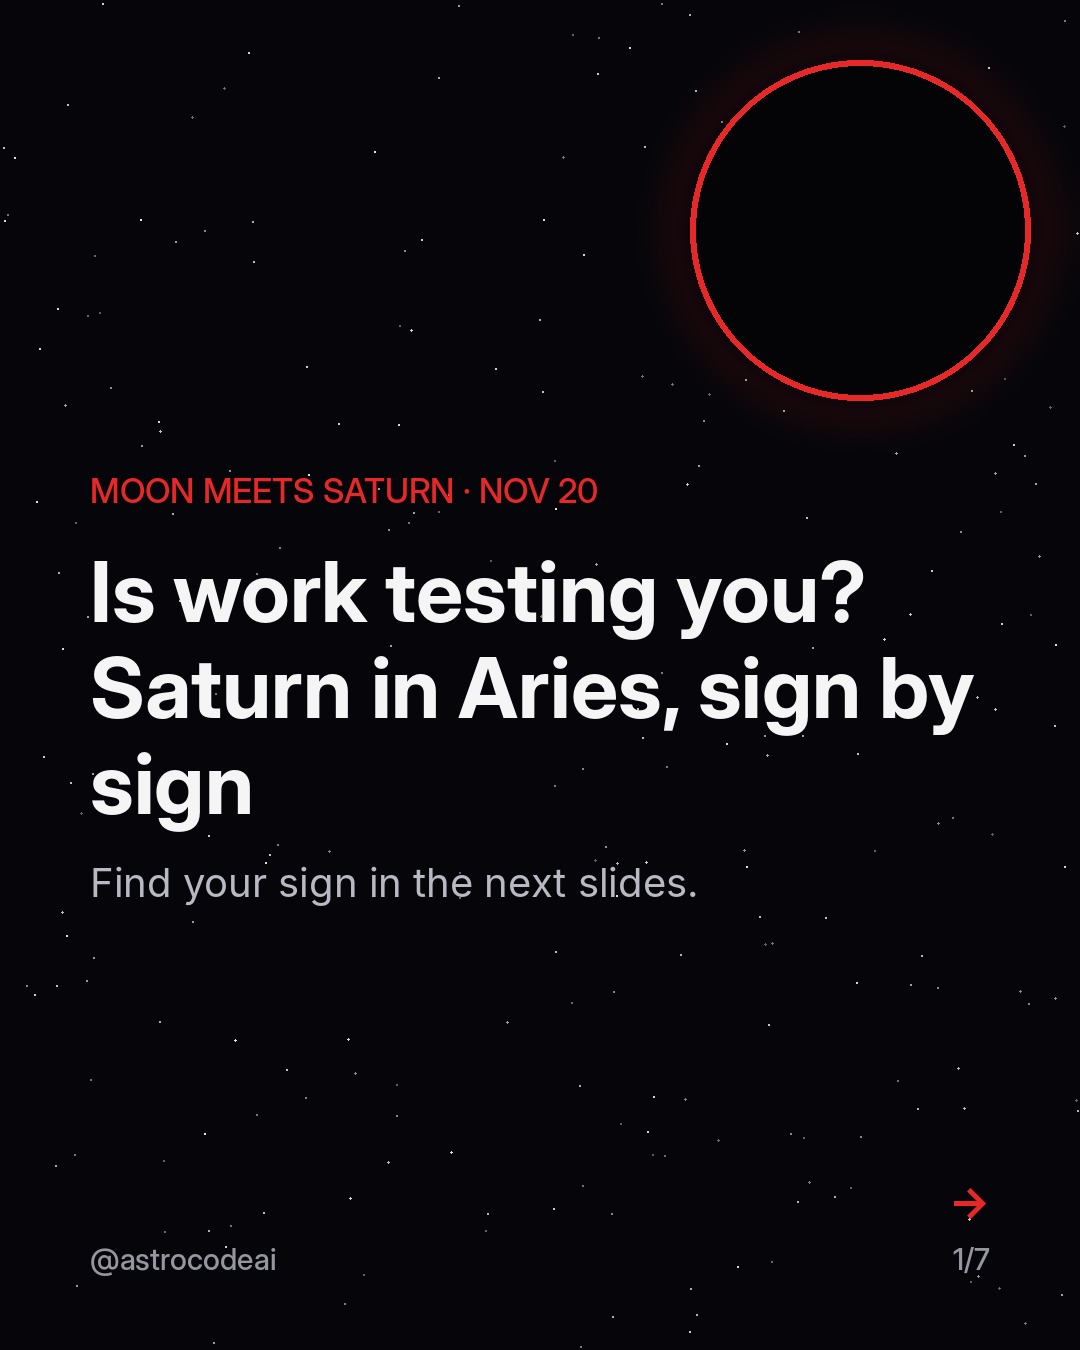 MOON MEETS SATURN · NOV 20
Is work testing you?
Saturn in Aries, sign by
sign
Find your sign in the next slides.
→
@astrocodeai
1/7